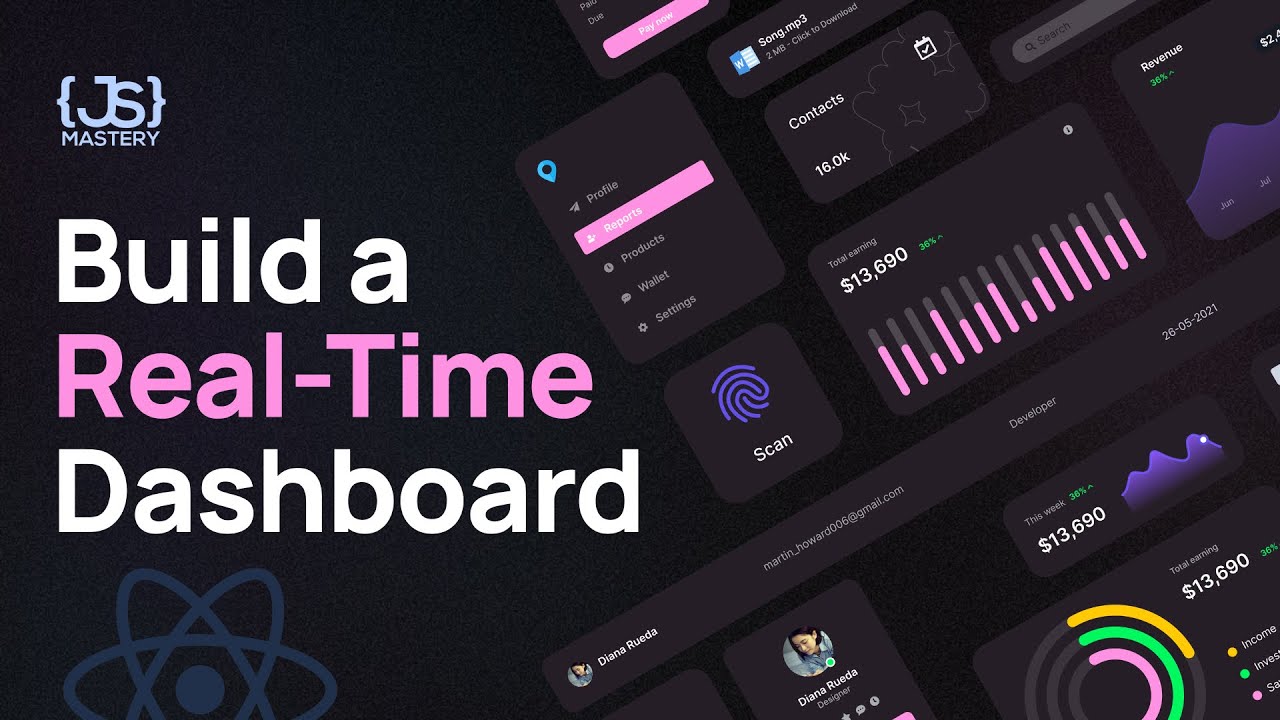 {JS}
MASTERY
Build a
Real-Time
Dashboard
Paid
Due
Pay now
Song.mp3
2 MB - Click to Download
Search
Contacts
16.0k
Revenue
36%
Jun
Jul
Profile
Reports
Products
Wallet
Settings
Total earning
$13,690
36%
Scan
26-05-2021
Developer
martin_howard006@gmail.com
This week
36%
$13,690
Total earning
$13,690
36%
Income
Diana Rueda
Diana Rueda
Designer